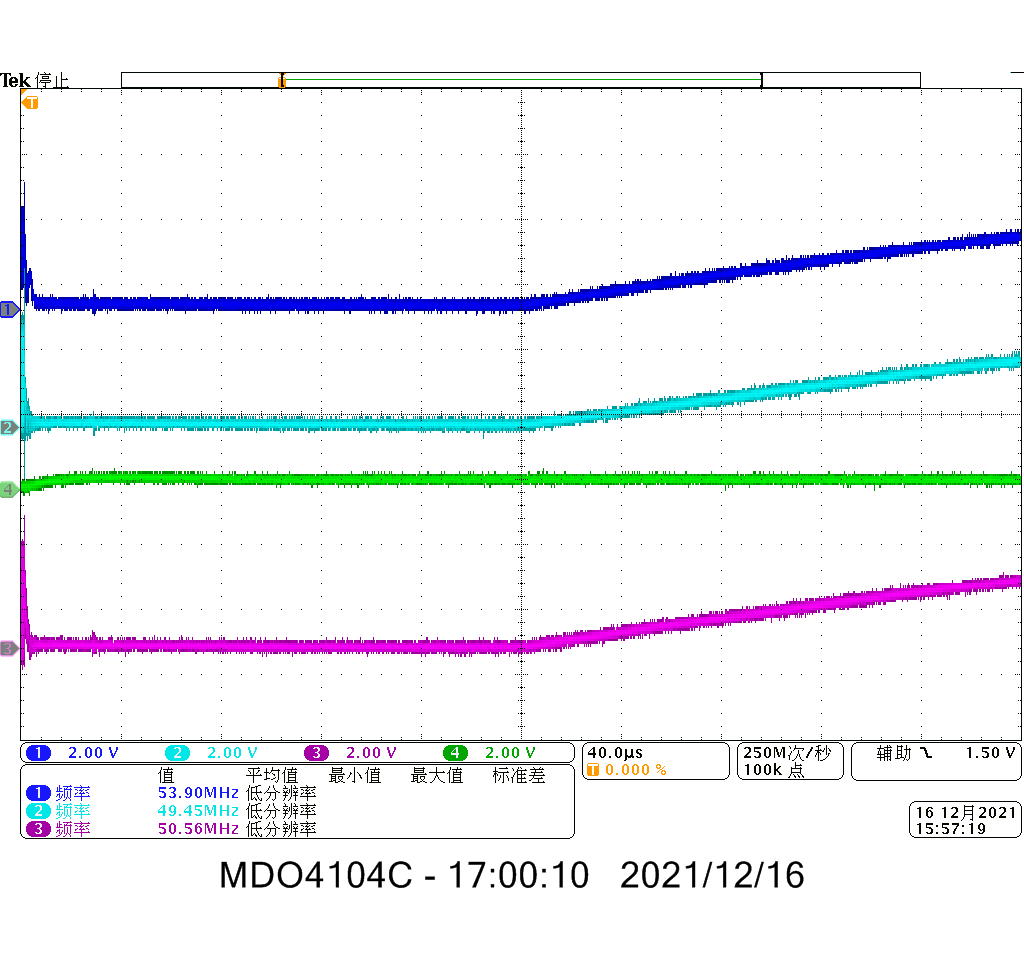 Tek 停止
T
1
2
4
3
1 2.00 V 2 2.00 V 3 2.00 V 4 2.00 V
40.0µs
T 0.000 %
250M次/秒
100k 点
辅助 1.50 V
值 平均值 最小值 最大值 标准差
1 频率 53.90MHz 低分辨率
2 频率 49.45MHz 低分辨率
3 频率 50.56MHz 低分辨率
16 12月2021
15:57:19
MDO4104C - 17:00:10 2021/12/16